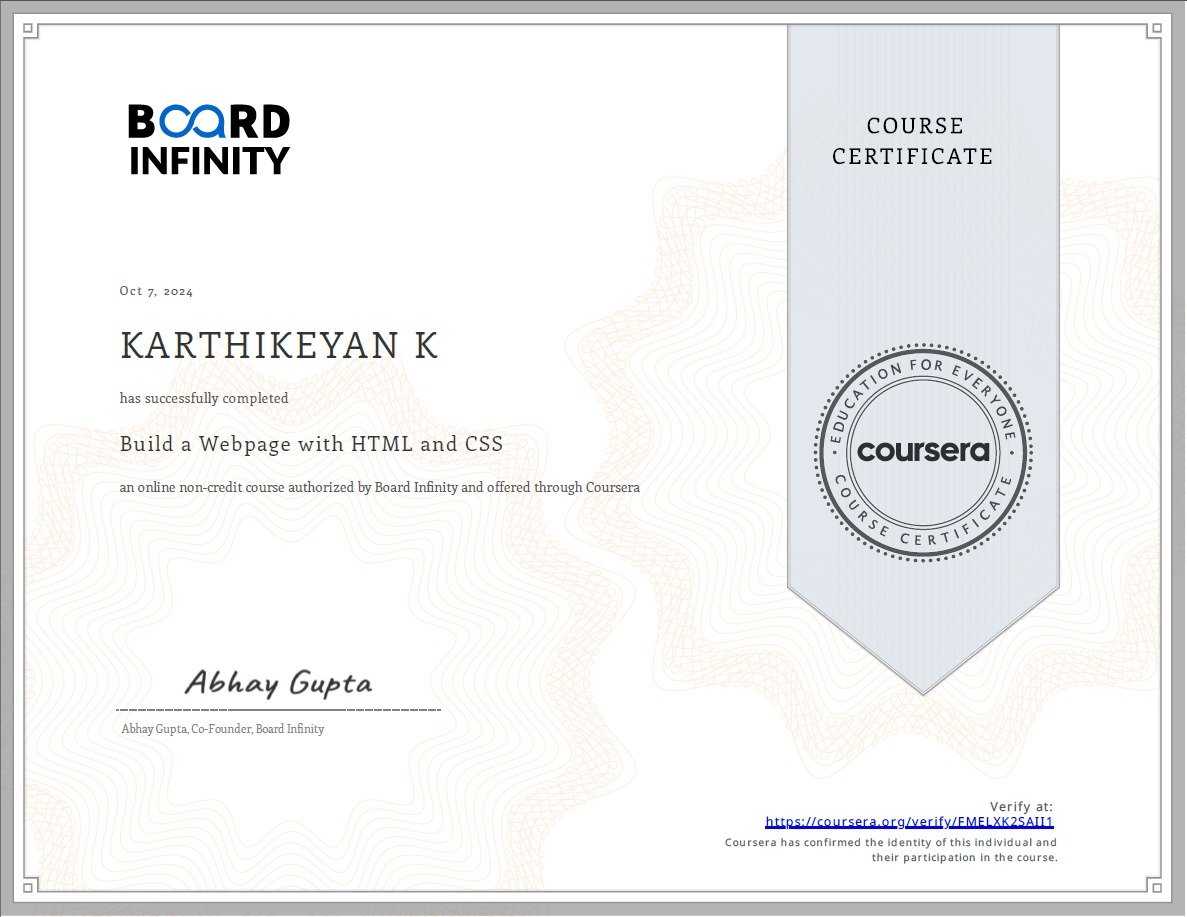 BOARD
INFINITY
COURSE
CERTIFICATE
Oct 7, 2024
KARTHIKEYAN K
has successfully completed
Build a Webpage with HTML and CSS
an online non-credit course authorized by Board Infinity and offered through Coursera
EDUCATION FOR EVERYONE
coursera
COURSE CERTIFICATE
Abhay Gupta
Abhay Gupta, Co-Founder, Board Infinity
Verify at:
https://coursera.org/verify/FMELXK2SAII1
Coursera has confirmed the identity of this individual and
their participation in the course.